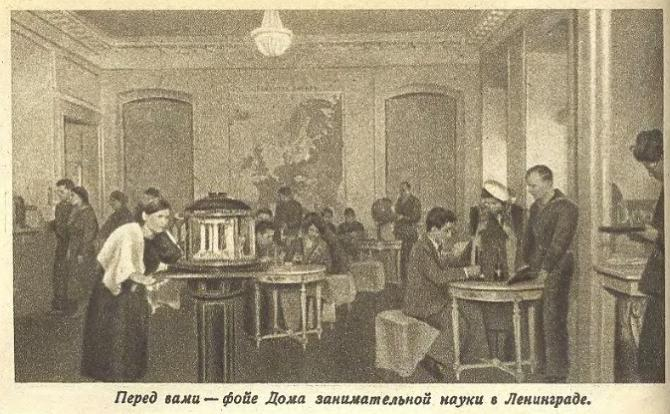 Перед вами — фойе Дома занимательной науки в Ленинграде.